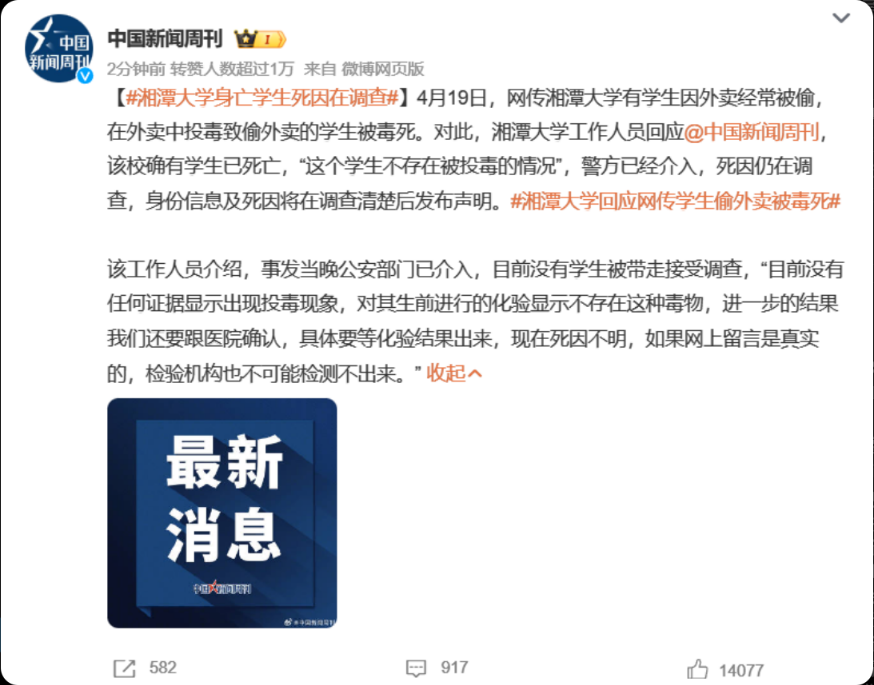 中国
新闻周刊
中国新闻周刊
I
2分钟前 转赞人数超过1万 来自 微博网页版
【#湘潭大学身亡学生死因在调查#】4月19日，网传湘潭大学有学生因外卖经常被偷，
在外卖中投毒致偷外卖的学生被毒死。对此，湘潭大学工作人员回应@中国新闻周刊，
该校确有学生已死亡，“这个学生不存在被投毒的情况”，警方已经介入，死因仍在调
查，身份信息及死因将在调查清楚后发布声明。#湘潭大学回应网传学生偷外卖被毒死#
该工作人员介绍，事发当晚公安部门已介入，目前没有学生被带走接受调查，“目前没有
任何证据显示出现投毒现象，对其生前进行的化验显示不存在这种毒物，进一步的结果
我们还要跟医院确认，具体要等化验结果出来，现在死因不明，如果网上留言是真实
的，检验机构也不可能检测不出来。” 收起
最新
消息
中国新闻周刊
@中国新闻周刊
582 917 14077